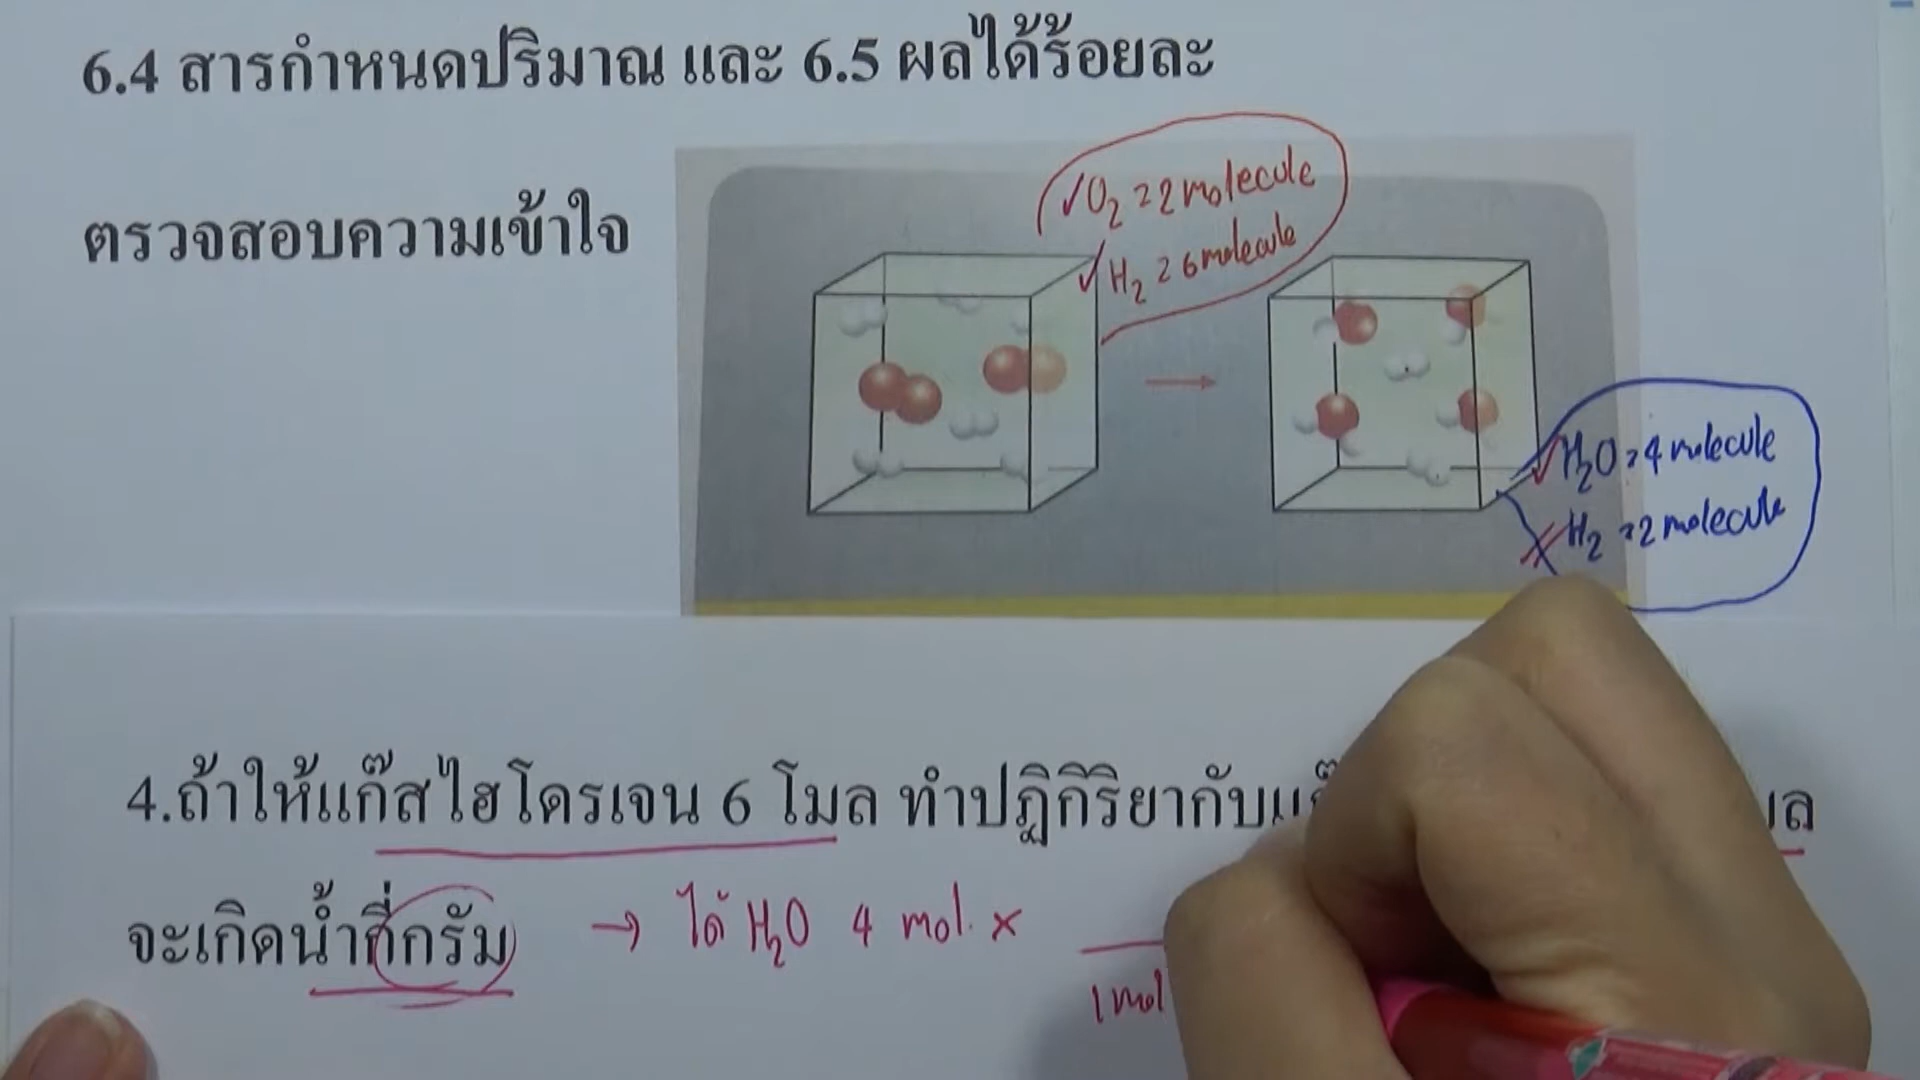 6.4 สารกำหนดปริมาณ และ 6.5 ผลได้ร้อยละ
ตรวจสอบความเข้าใจ
✓O₂ = 2 molecule
✓H₂ = 6 molecule
✓H₂O = 4 molecule
H₂ = 2 molecule
4.ถ้าให้แก๊สไฮโดรเจน 6 โมล ทำปฏิกิริยากับ
จะเกิดน้ำกี่กรัม → ได้ H₂O 4 mol. ×
1 mol